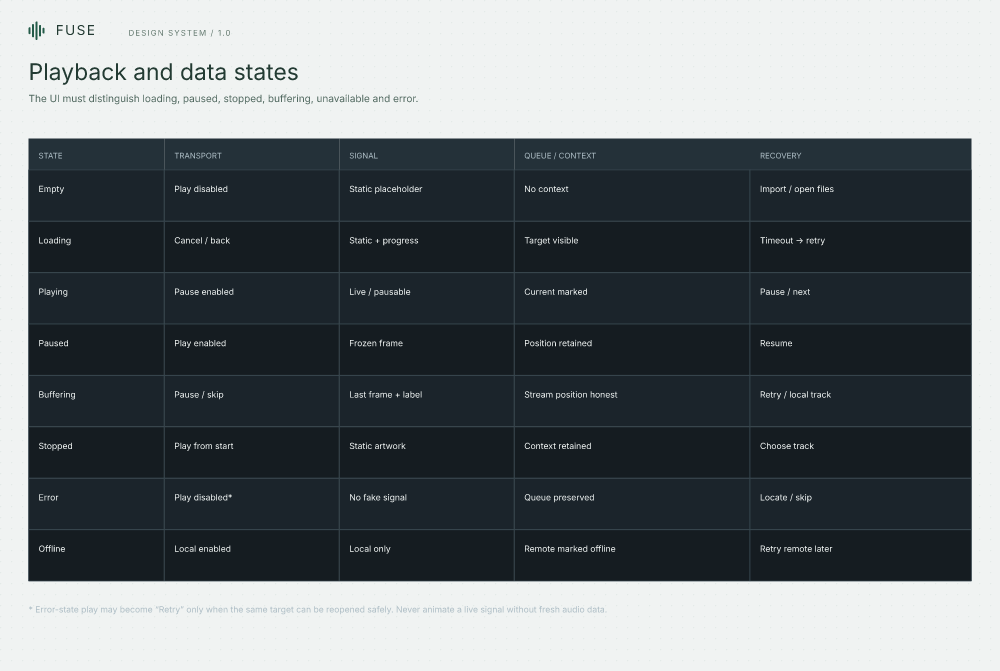 FUSE DESIGN SYSTEM / 1.0
Playback and data states
The UI must distinguish loading, paused, stopped, buffering, unavailable and error.
STATE TRANSPORT SIGNAL QUEUE / CONTEXT RECOVERY
Empty Play disabled Static placeholder No context Import / open files
Loading Cancel / back Static + progress Target visible Timeout → retry
Playing Pause enabled Live / pausable Current marked Pause / next
Paused Play enabled Frozen frame Position retained Resume
Buffering Pause / skip Last frame + label Stream position honest Retry / local track
Stopped Play from start Static artwork Context retained Choose track
Error Play disabled* No fake signal Queue preserved Locate / skip
Offline Local enabled Local only Remote marked offline Retry remote later
* Error-state play may become “Retry” only when the same target can be reopened safely. Never animate a live signal without fresh audio data.